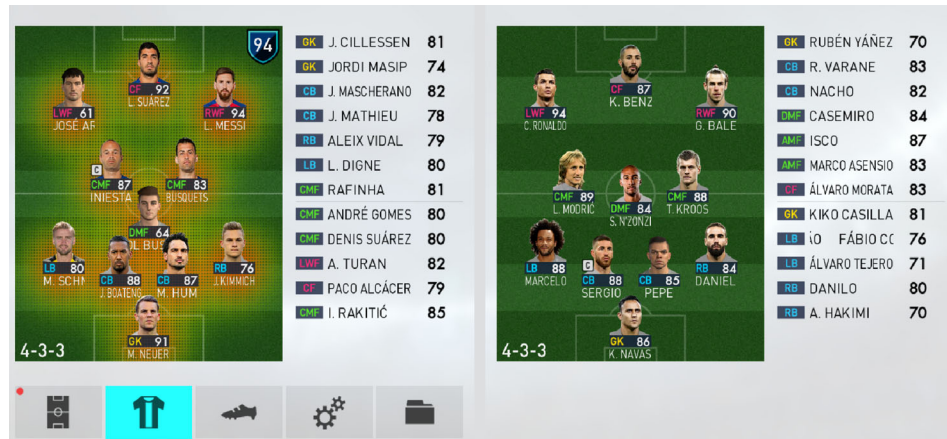 94
CF 92
L. SUÁREZ
LWF 61
JOSÉ AR
RWF 94
L. MESSI
C
CMF 87
INIESTA
CMF 83
BUSQUETS
DMF 64
OL BUS
LB 80
M. SCHN
CB 88
J. BOATENG
CB 87
M. HUM
RB 76
J. KIMMICH
GK 91
M. NEUER
4-3-3
GK J. CILLESSEN 81
GK JORDI MASIP 74
CB J. MASCHERANO 82
CB J. MATHIEU 78
RB ALEIX VIDAL 79
LB L. DIGNE 80
CMF RAFINHA 81
CMF ANDRÉ GOMES 80
CMF DENIS SUÁREZ 80
LWF A. TURAN 82
CF PACO ALCÁCER 79
CMF I. RAKITIĆ 85
CF 87
K. BENZ
LWF 94
C. RONALDO
RWF 90
G. BALE
CMF 89
L. MODRIĆ
DMF 84
S. N'ZONZI
CMF 88
T. KROOS
LB 88
MARCELO
C
CB 88
SERGIO
CB 85
PEPE
RB 84
DANIEL
GK 86
K. NAVAS
4-3-3
GK RUBÉN YÁÑEZ 70
CB R. VARANE 83
CB NACHO 82
DMF CASEMIRO 84
AMF ISCO 87
AMF MARCO ASENSIO 83
CF ÁLVARO MORATA 83
GK KIKO CASILLA 81
LB ÃO FÁBIO CO 76
LB ÁLVARO TEJERO 71
RB DANILO 80
RB A. HAKIMI 70